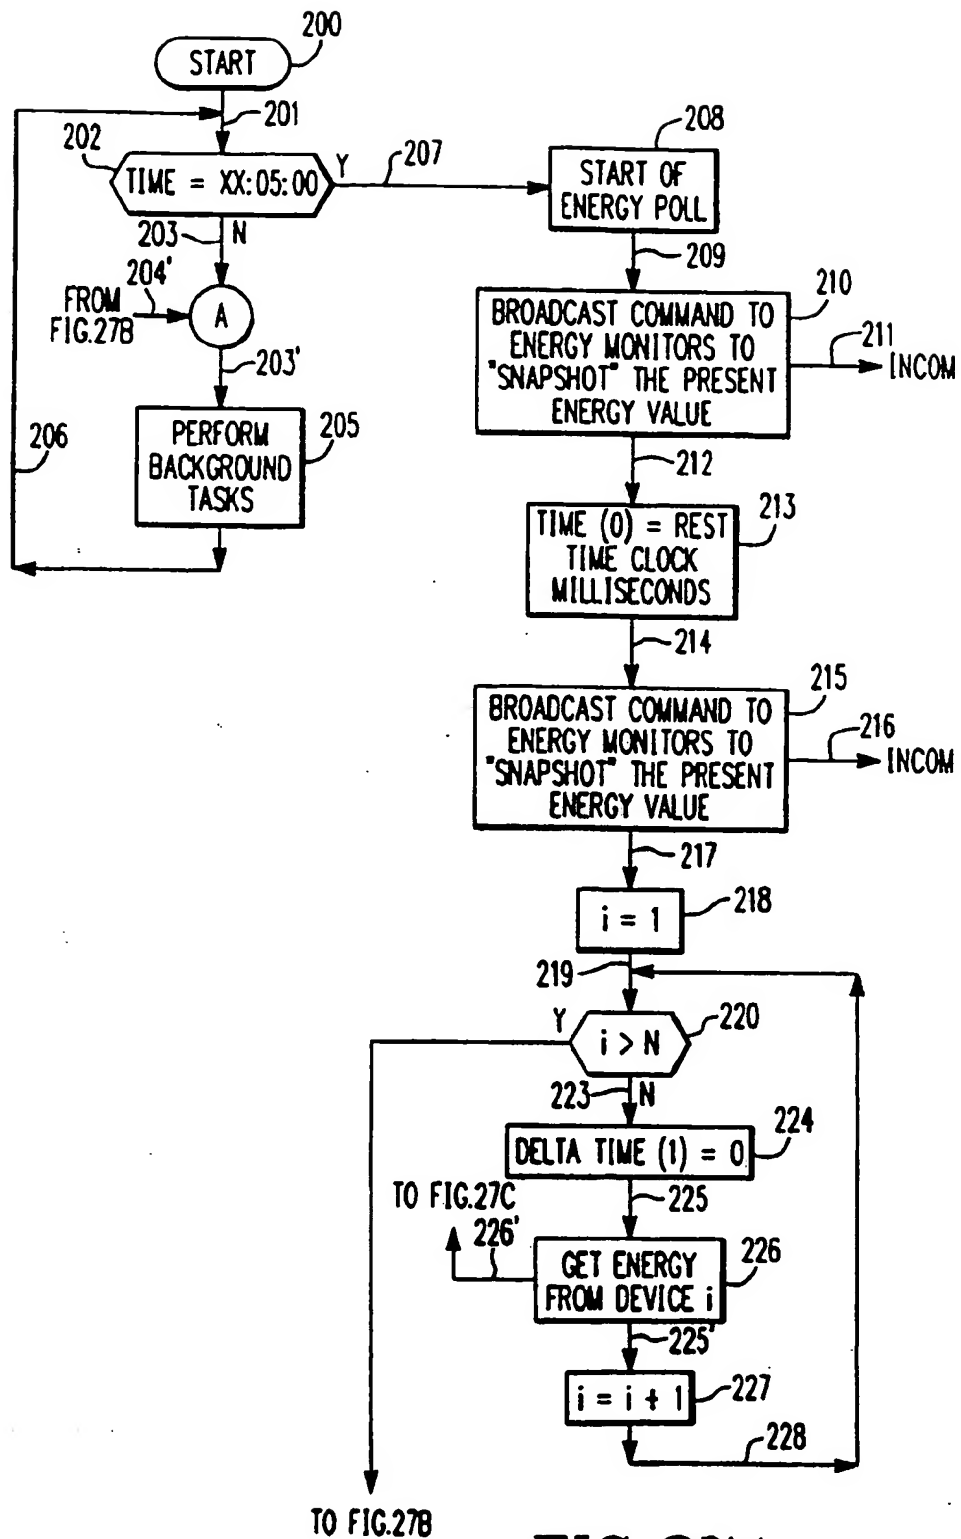 200
START
201
202
TIME = XX:05:00
Y
207
203
N
204'
FROM
FIG.27B
A
203'
206
PERFORM
BACKGROUND
TASKS
205
208
START OF
ENERGY POLL
209
210
BROADCAST COMMAND TO
ENERGY MONITORS TO
"SNAPSHOT" THE PRESENT
ENERGY VALUE
211
INCOM
212
213
TIME (0) = REST
TIME CLOCK
MILLISECONDS
214
215
BROADCAST COMMAND TO
ENERGY MONITORS TO
"SNAPSHOT" THE PRESENT
ENERGY VALUE
216
INCOM
217
i = 1
218
219
Y
i > N
220
223
N
224
DELTA TIME (1) = 0
TO FIG.27C
226'
225
GET ENERGY
FROM DEVICE i
226
225'
i = i + 1
227
228
TO FIG.27B